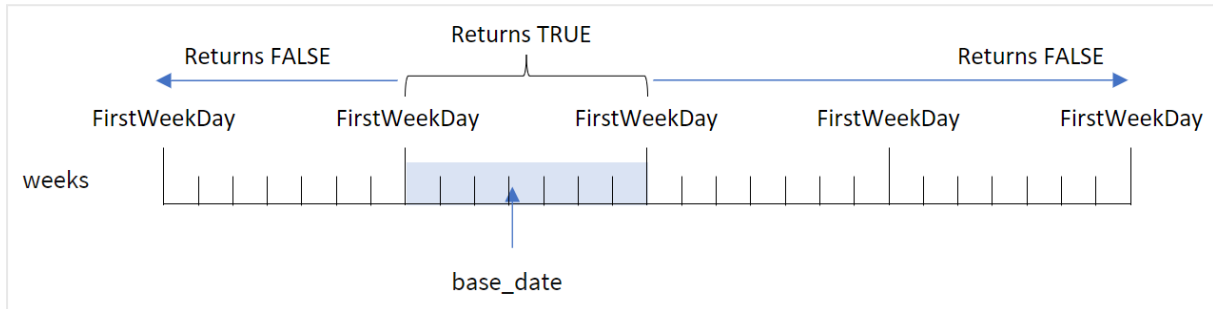 Returns TRUE
Returns FALSE
Returns FALSE
FirstWeekDay FirstWeekDay FirstWeekDay FirstWeekDay FirstWeekDay
weeks
base_date